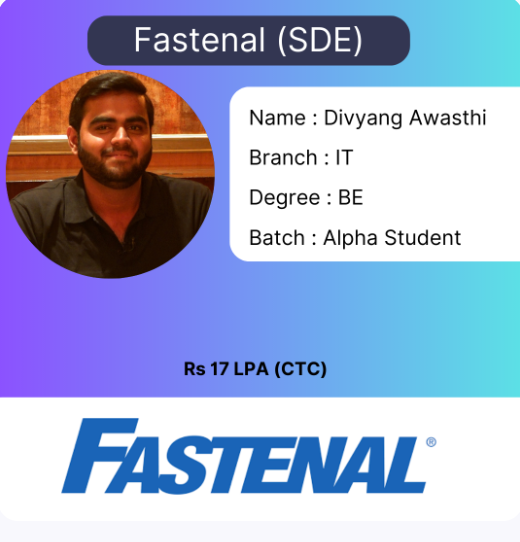 Fastenal (SDE)
Name : Divyang Awasthi
Branch : IT
Degree : BE
Batch : Alpha Student
Rs 17 LPA (CTC)
FASTENAL®